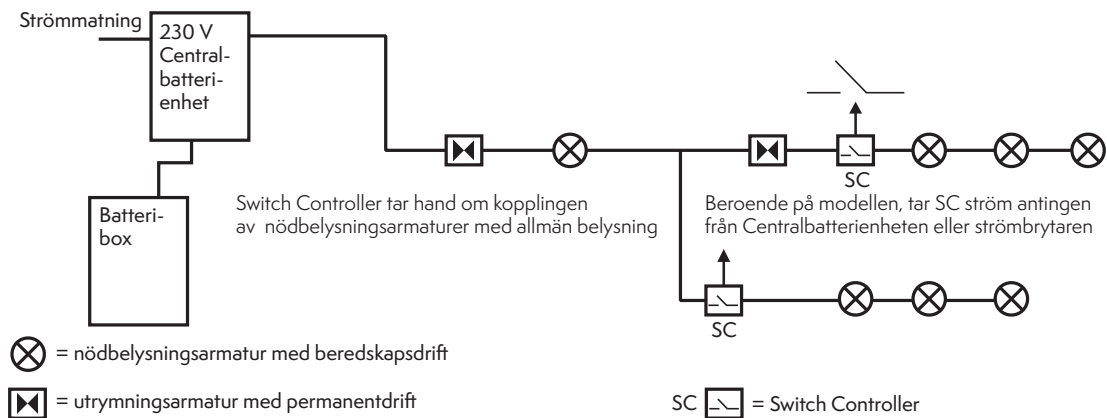 Strömmatning
230 V
Central-
batteri-
enhet
SC
Batteri-
box
Switch Controller tar hand om kopplingen
av nödbelysningsarmaturer med allmän belysning
Beroende på modellen, tar SC ström antingen
från Centralbatterienheten eller strömbrytaren
SC
= nödbelysningsarmatur med beredskapsdrift
= utrymningsarmatur med permanentdrift
SC = Switch Controller